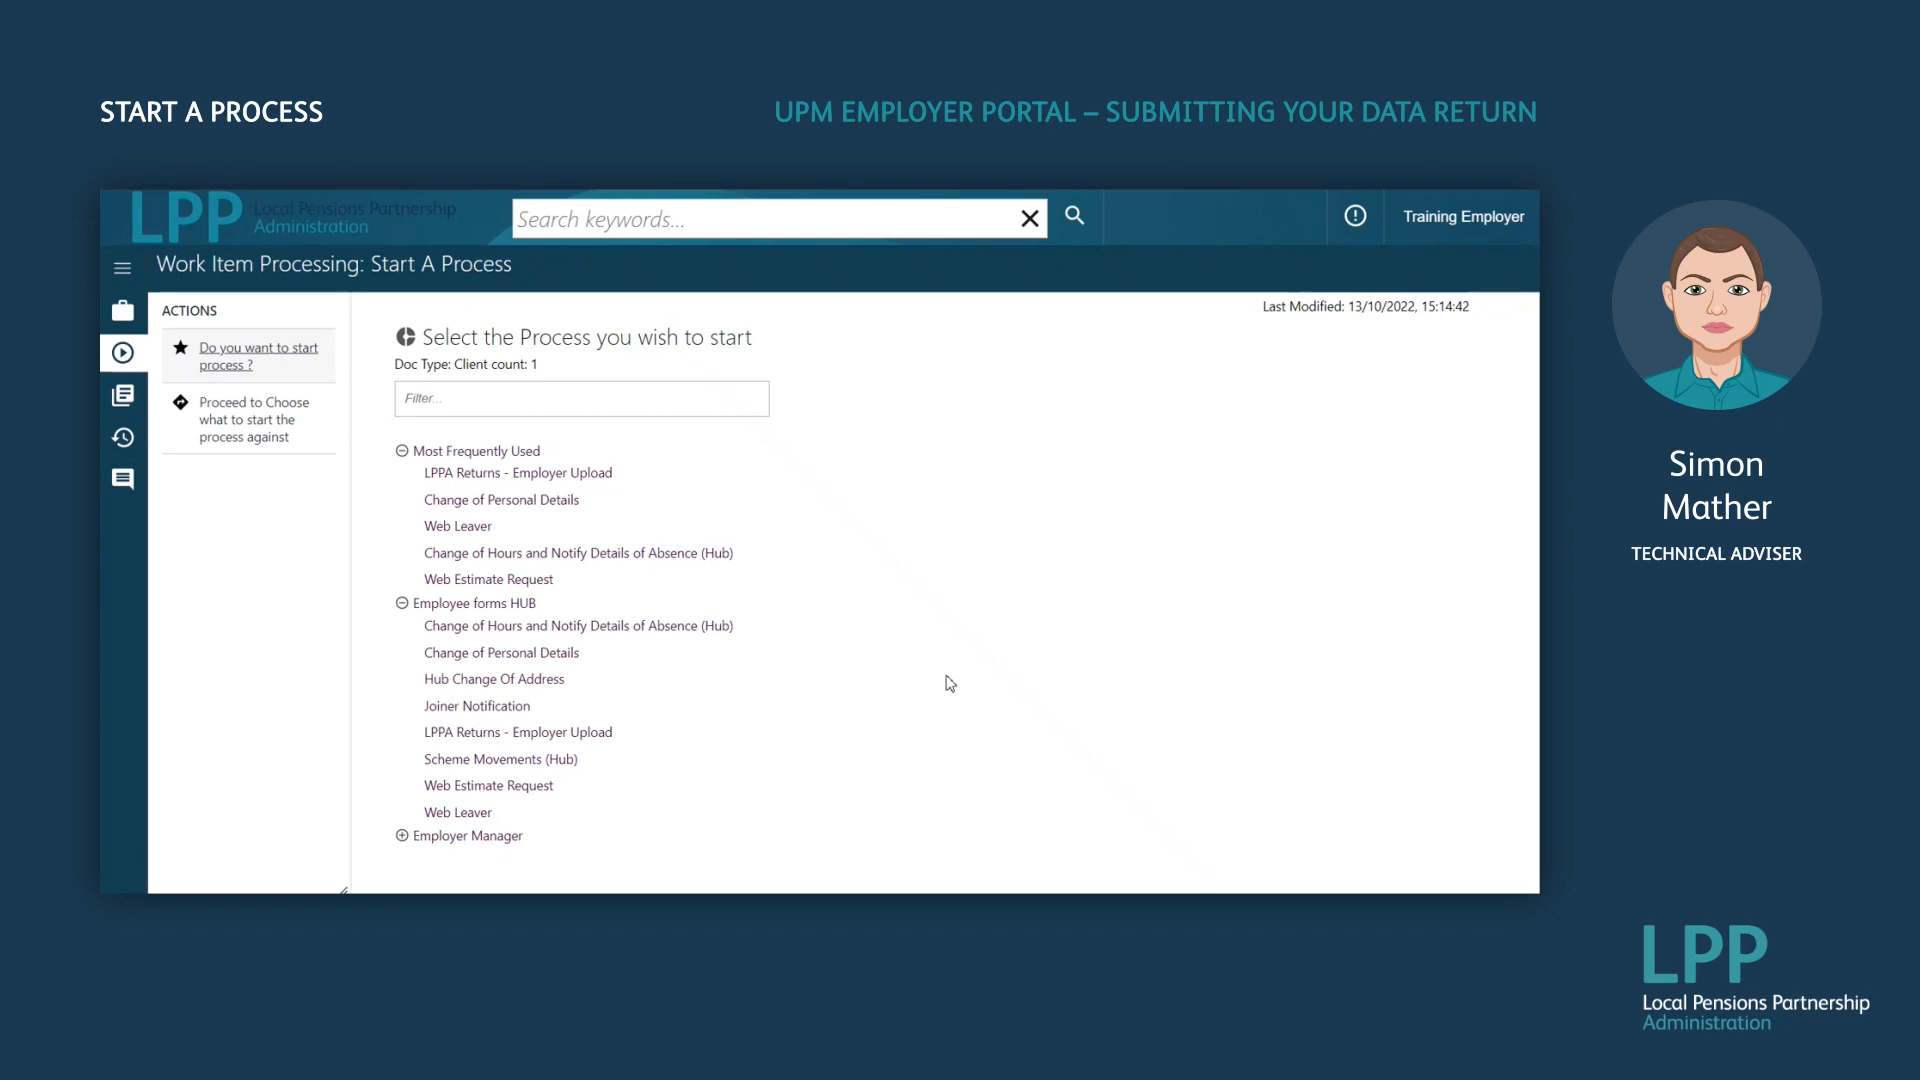 START A PROCESS
UPM EMPLOYER PORTAL – SUBMITTING YOUR DATA RETURN
LPP Local Pensions Partnership
Administration
Search keywords...
Training Employer
Work Item Processing: Start A Process
ACTIONS
Do you want to start
process ?
Proceed to Choose
what to start the
process against
Last Modified: 13/10/2022, 15:14:42
Select the Process you wish to start
Doc Type: Client count: 1
Filter...
Most Frequently Used
LPPA Returns - Employer Upload
Change of Personal Details
Web Leaver
Change of Hours and Notify Details of Absence (Hub)
Web Estimate Request
Employee forms HUB
Change of Hours and Notify Details of Absence (Hub)
Change of Personal Details
Hub Change Of Address
Joiner Notification
LPPA Returns - Employer Upload
Scheme Movements (Hub)
Web Estimate Request
Web Leaver
Employer Manager
Simon
Mather
TECHNICAL ADVISER
LPP
Local Pensions Partnership
Administration